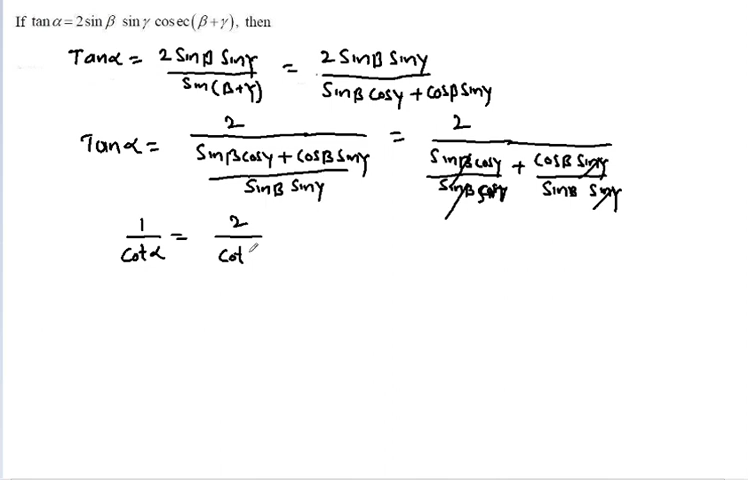 If tan α = 2 sin β sin γ cosec(β+γ), then
Tanα = 2 Sinβ Sinγ / Sin(β+γ) = 2 Sinβ Sinγ / Sinβ Cosγ + Cosβ Sinγ
Tanα = 2 / Sinβ Cosγ + Cosβ Sinγ / Sinβ Sinγ = 2 / Sinβ Cosγ / Sinβ Sinγ + Cosβ Sinγ / Sinβ Sinγ
1 / Cotα = 2 / Cot